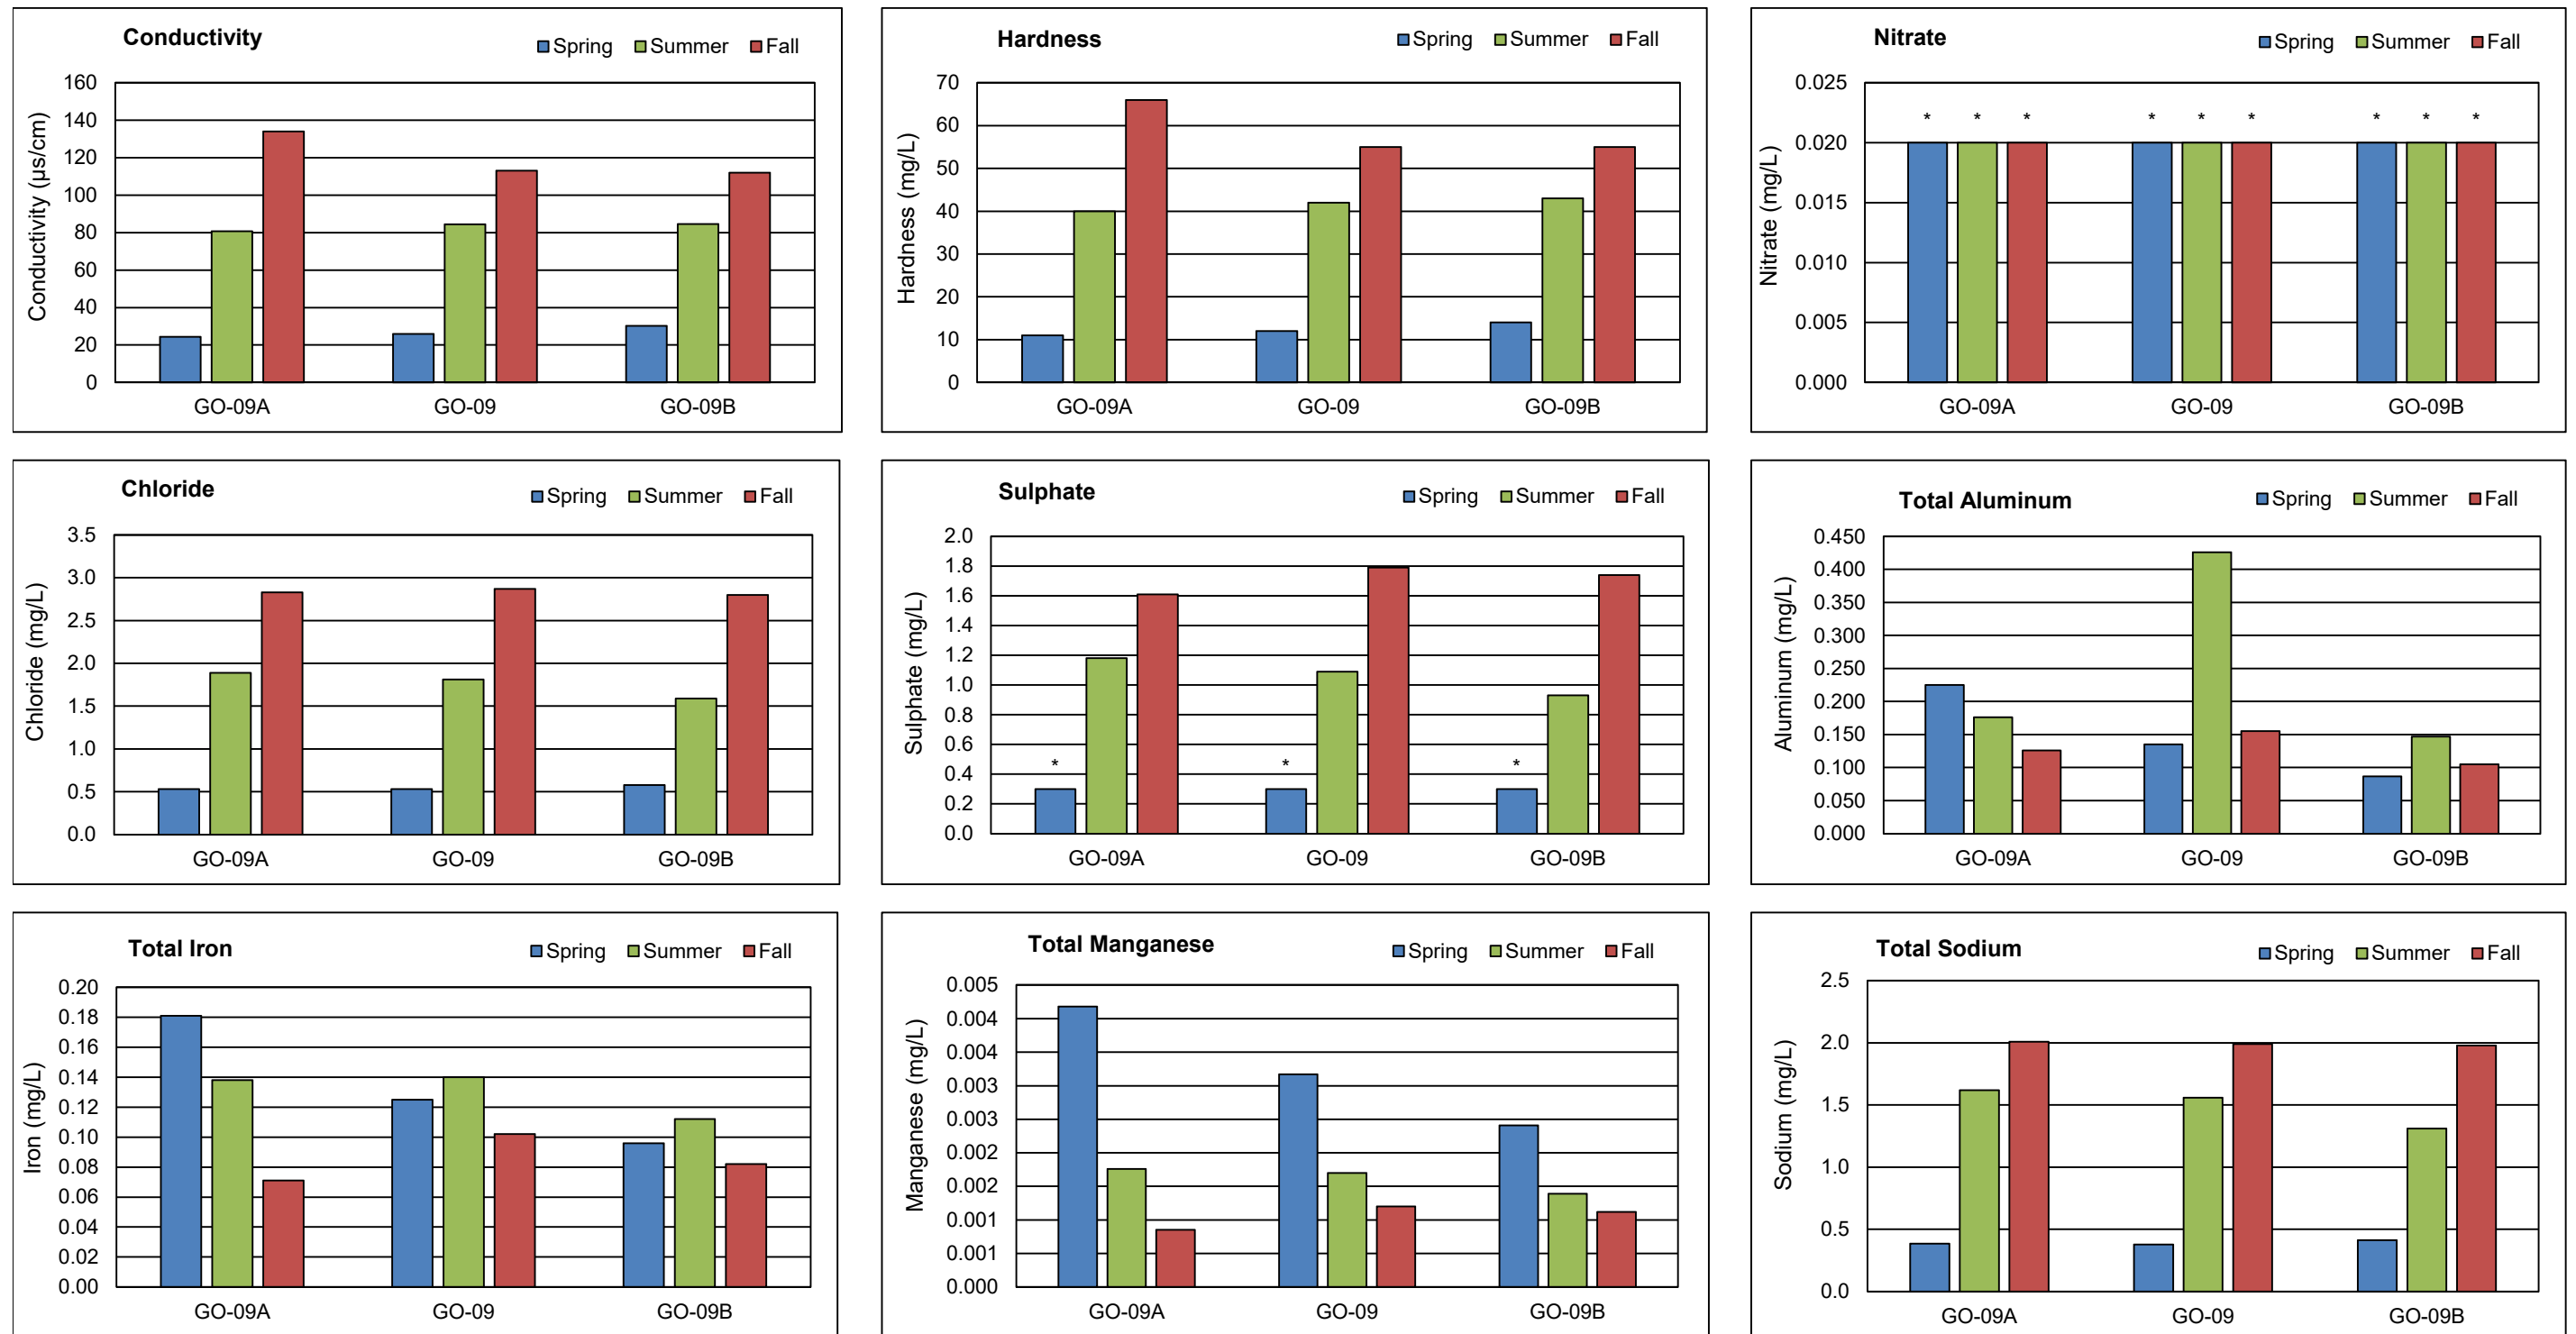 Conductivity
Spring Summer Fall
160
140
120
100
80
60
40
20
0
Conductivity (µs/cm)
GO-09A GO-09 GO-09B
Hardness
Spring Summer Fall
70
60
50
40
30
20
10
0
Hardness (mg/L)
GO-09A GO-09 GO-09B
Nitrate
Spring Summer Fall
0.025
0.020
0.015
0.010
0.005
0.000
Nitrate (mg/L)
* * * * * * * * *
GO-09A GO-09 GO-09B
Chloride
Spring Summer Fall
3.5
3.0
2.5
2.0
1.5
1.0
0.5
0.0
Chloride (mg/L)
GO-09A GO-09 GO-09B
Sulphate
Spring Summer Fall
2.0
1.8
1.6
1.4
1.2
1.0
0.8
0.6
0.4
0.2
0.0
Sulphate (mg/L)
* * *
GO-09A GO-09 GO-09B
Total Aluminum
Spring Summer Fall
0.450
0.400
0.350
0.300
0.250
0.200
0.150
0.100
0.050
0.000
Aluminum (mg/L)
GO-09A GO-09 GO-09B
Total Iron
Spring Summer Fall
0.20
0.18
0.16
0.14
0.12
0.10
0.08
0.06
0.04
0.02
0.00
Iron (mg/L)
GO-09A GO-09 GO-09B
Total Manganese
Spring Summer Fall
0.005
0.004
0.004
0.003
0.003
0.002
0.002
0.001
0.001
0.000
Manganese (mg/L)
GO-09A GO-09 GO-09B
Total Sodium
Spring Summer Fall
2.5
2.0
1.5
1.0
0.5
0.0
Sodium (mg/L)
GO-09A GO-09 GO-09B